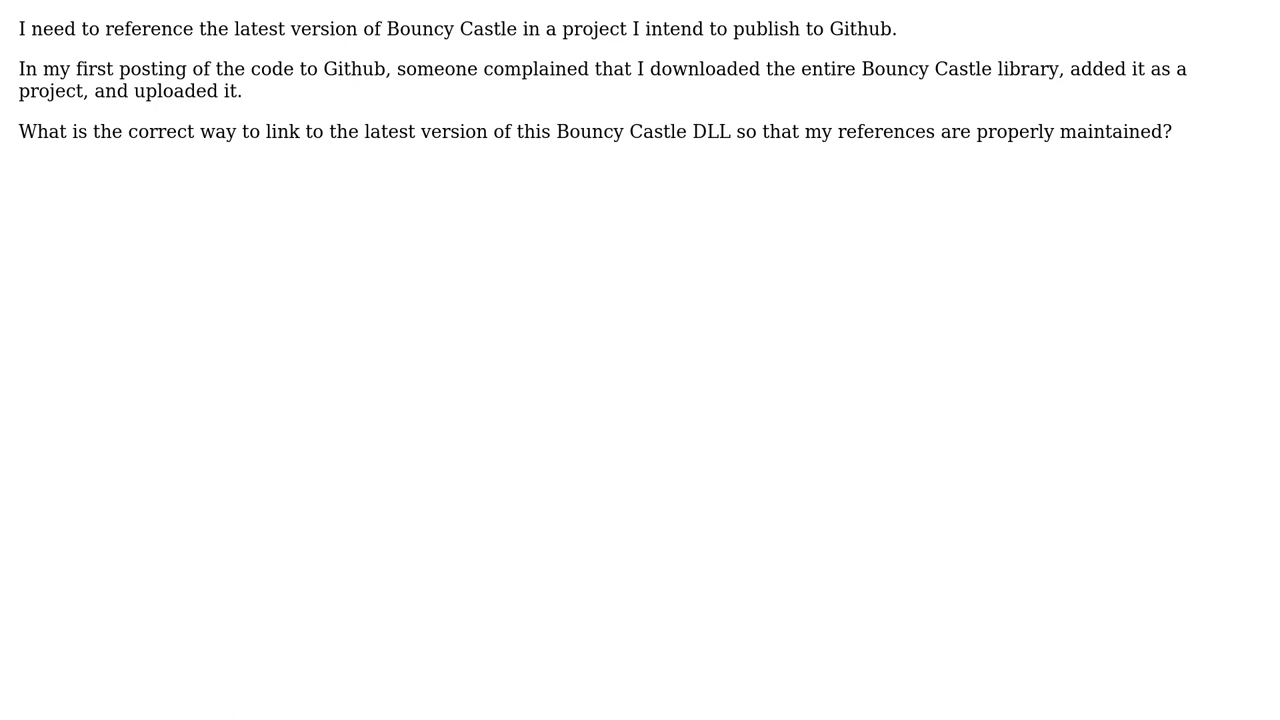 I need to reference the latest version of Bouncy Castle in a project I intend to publish to Github.
In my first posting of the code to Github, someone complained that I downloaded the entire Bouncy Castle library, added it as a
project, and uploaded it.
What is the correct way to link to the latest version of this Bouncy Castle DLL so that my references are properly maintained?